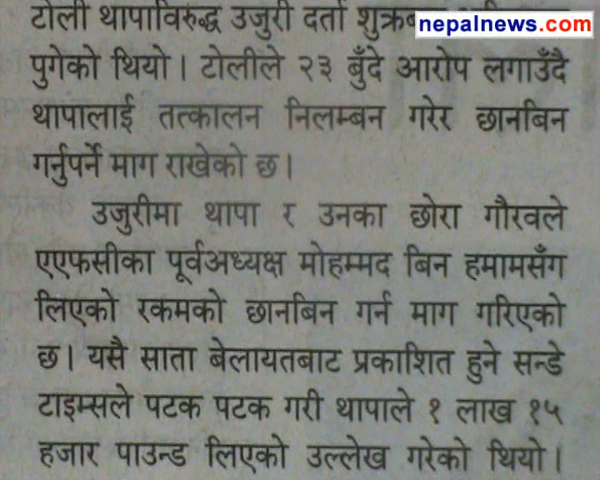 nepalnews.com
टोली थापाविरुद्ध उजुरी दर्ता
पुगेको थियो । टोलीले २३ बुँदे आरोप लगाउँदै
थापालाई तत्कालन निलम्बन गरेर छानबिन
गर्नुपर्ने माग राखेको छ ।
उजुरीमा थापा र उनका छोरा गौरवले
एएफसीका पूर्वअध्यक्ष मोहम्मद बिन हमामसँग
लिएको रकमको छानबिन गर्न माग गरिएको
छ । यसै साता बेलायतबाट प्रकाशित हुने सन्डे
टाइम्सले पटक पटक गरी थापाले १ लाख १५
हजार पाउन्ड लिएको उल्लेख गरेको थियो ।